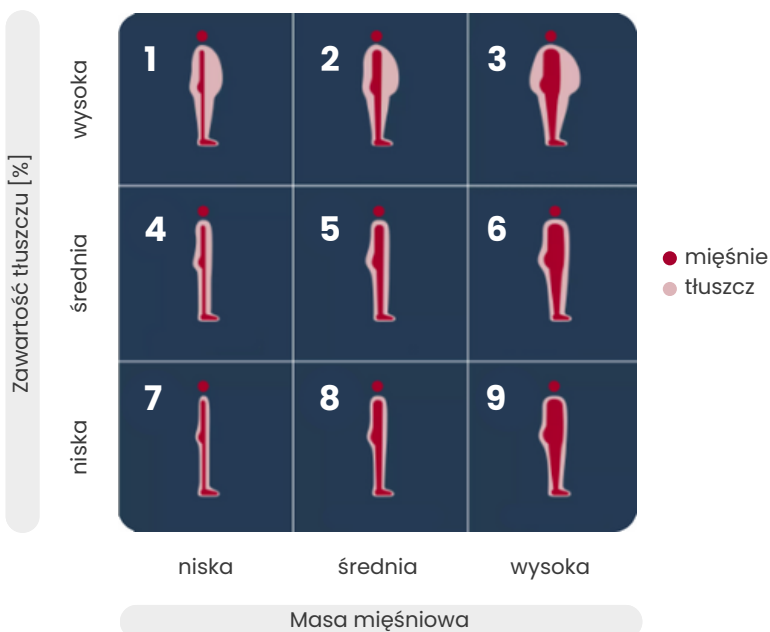 Zawartość tłuszczu [%]
wysoka
średnia
niska
1
2
3
4
5
6
7
8
9
mięśnie
tłuszcz
niska
średnia
wysoka
Masa mięśniowa